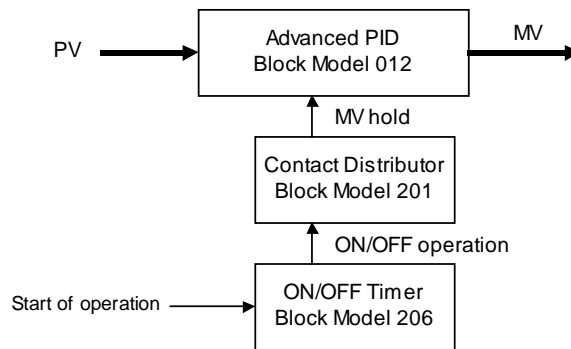 PV
Advanced PID
Block Model 012
MV
MV hold
Contact Distributor
Block Model 201
ON/OFF operation
Start of operation
ON/OFF Timer
Block Model 206